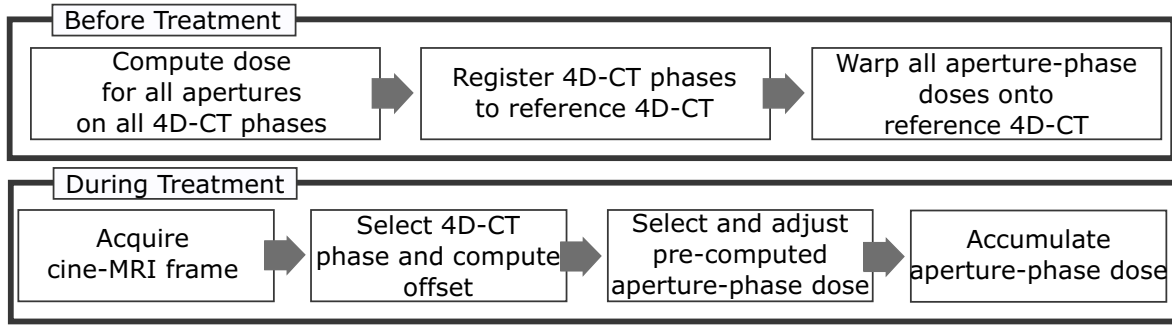 Before Treatment
Compute dose
for all apertures
on all 4D-CT phases
Register 4D-CT phases
to reference 4D-CT
Warp all aperture-phase
doses onto
reference 4D-CT
During Treatment
Acquire
cine-MRI frame
Select 4D-CT
phase and compute
offset
Select and adjust
pre-computed
aperture-phase dose
Accumulate
aperture-phase dose